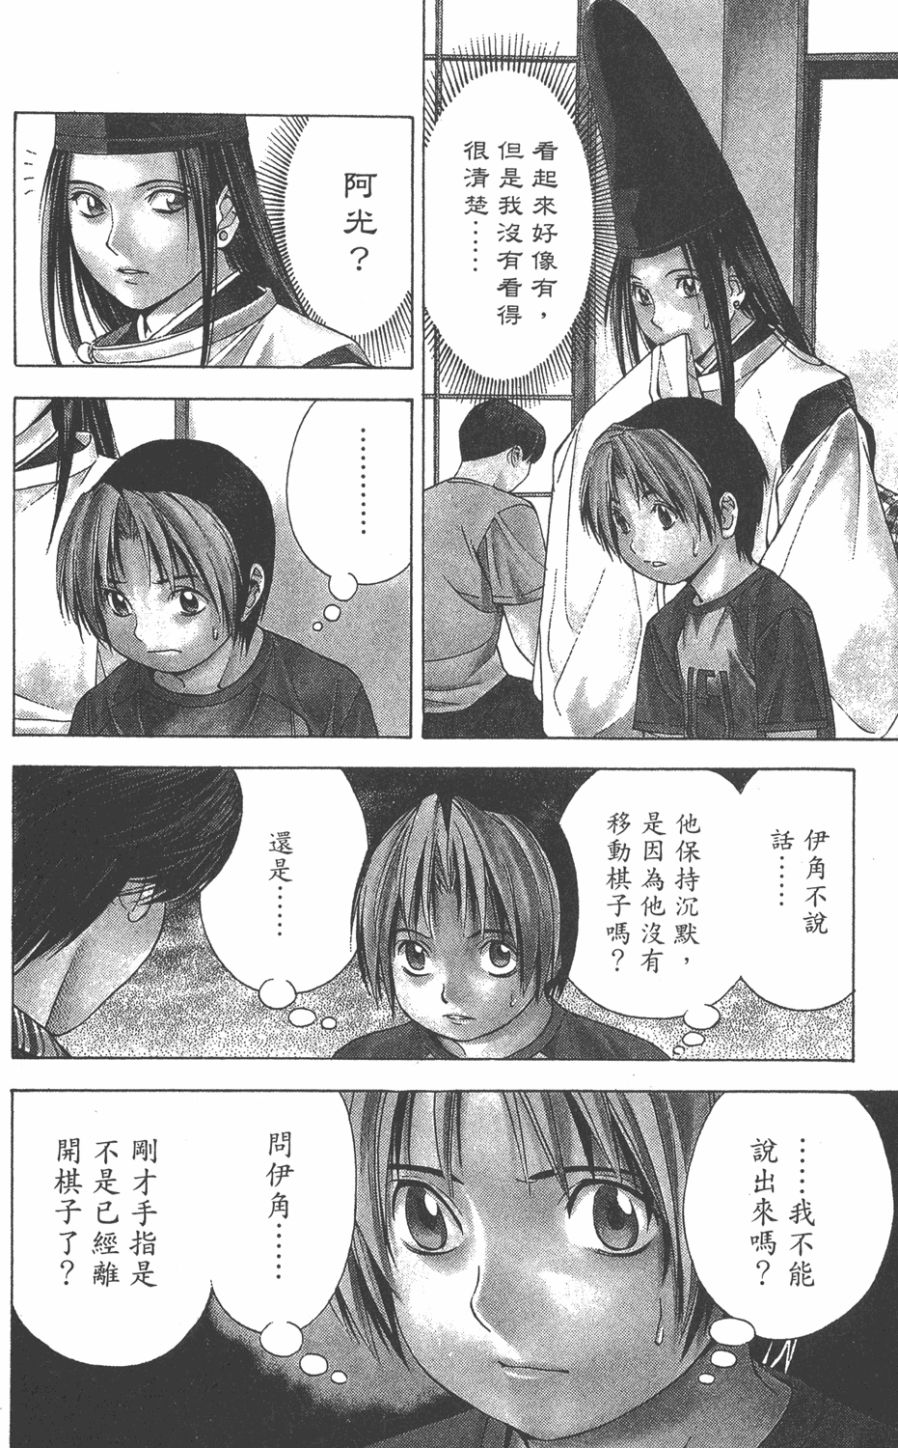 看起來好像有，
但是我沒有看得
很清楚……
阿光？
…………
伊角不說
話……
他保持沉默，
是因為他沒有
移動棋子嗎？
還是……
……我不能
說出來嗎？
問伊角……
剛才手指是
不是已經離
開棋子了？